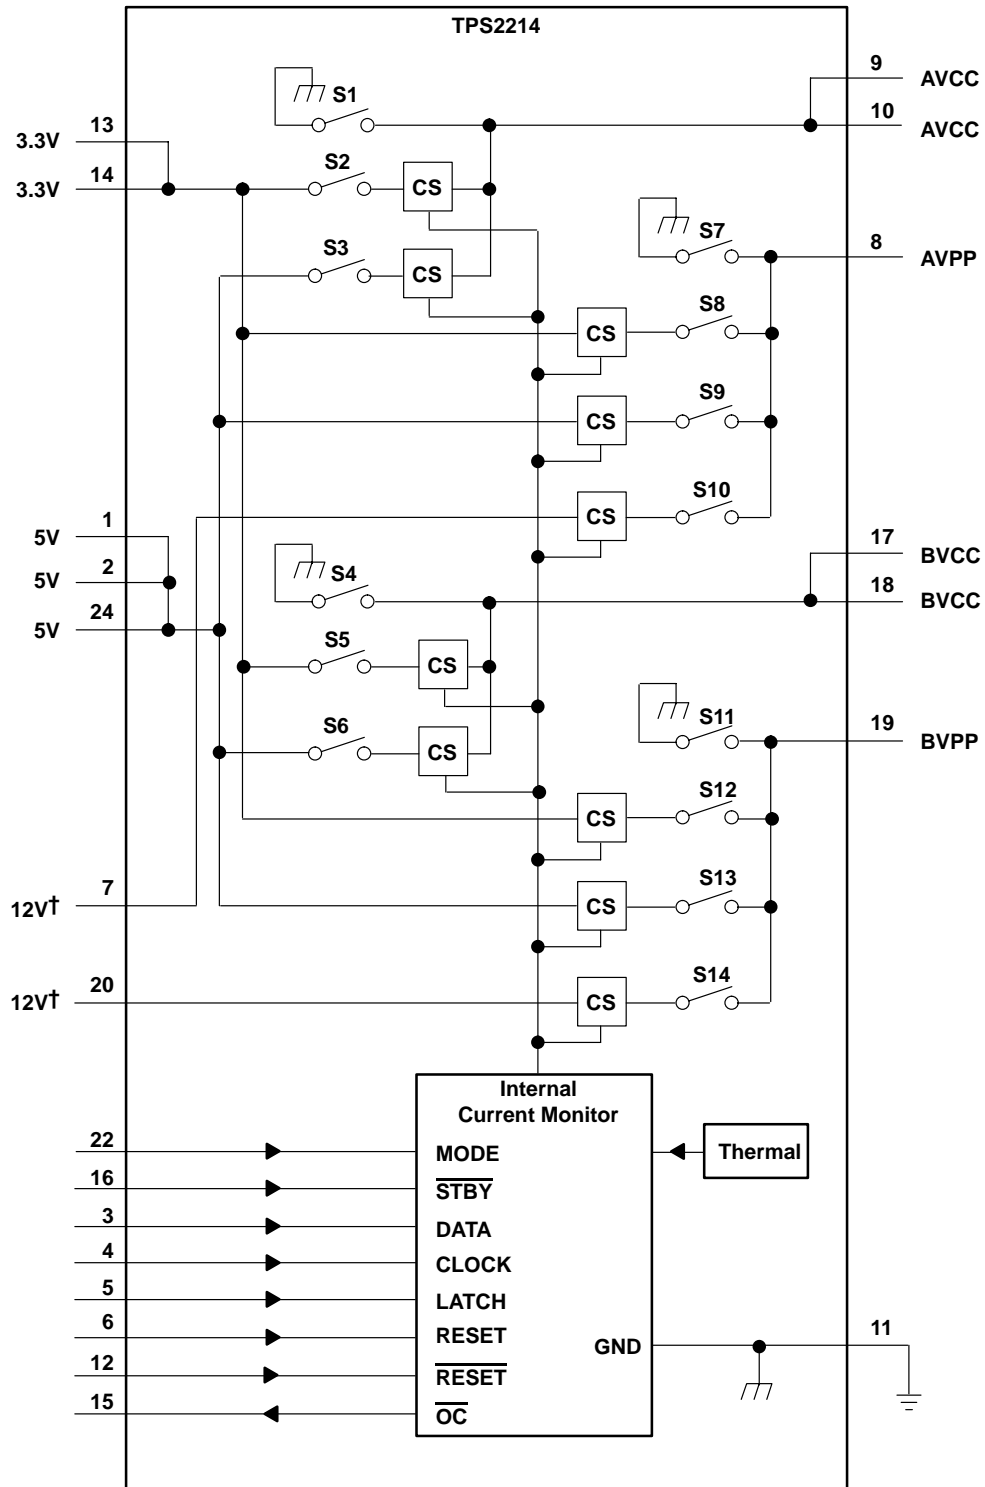 TPS2214
9
AVCC
S1
10
AVCC
13
3.3V
S2
14
3.3V
CS
S7
8
AVPP
S3
CS
S8
CS
S9
CS
S10
CS
1
5V
17
BVCC
2
5V
S4
18
BVCC
24
5V
S5
CS
S11
19
BVPP
S6
CS
S12
CS
7
12V†
S13
CS
20
12V†
S14
CS
Internal
Current Monitor
22
MODE
Thermal
16
STBY
3
DATA
4
CLOCK
5
LATCH
6
RESET
GND
11
12
RESET
15
OC